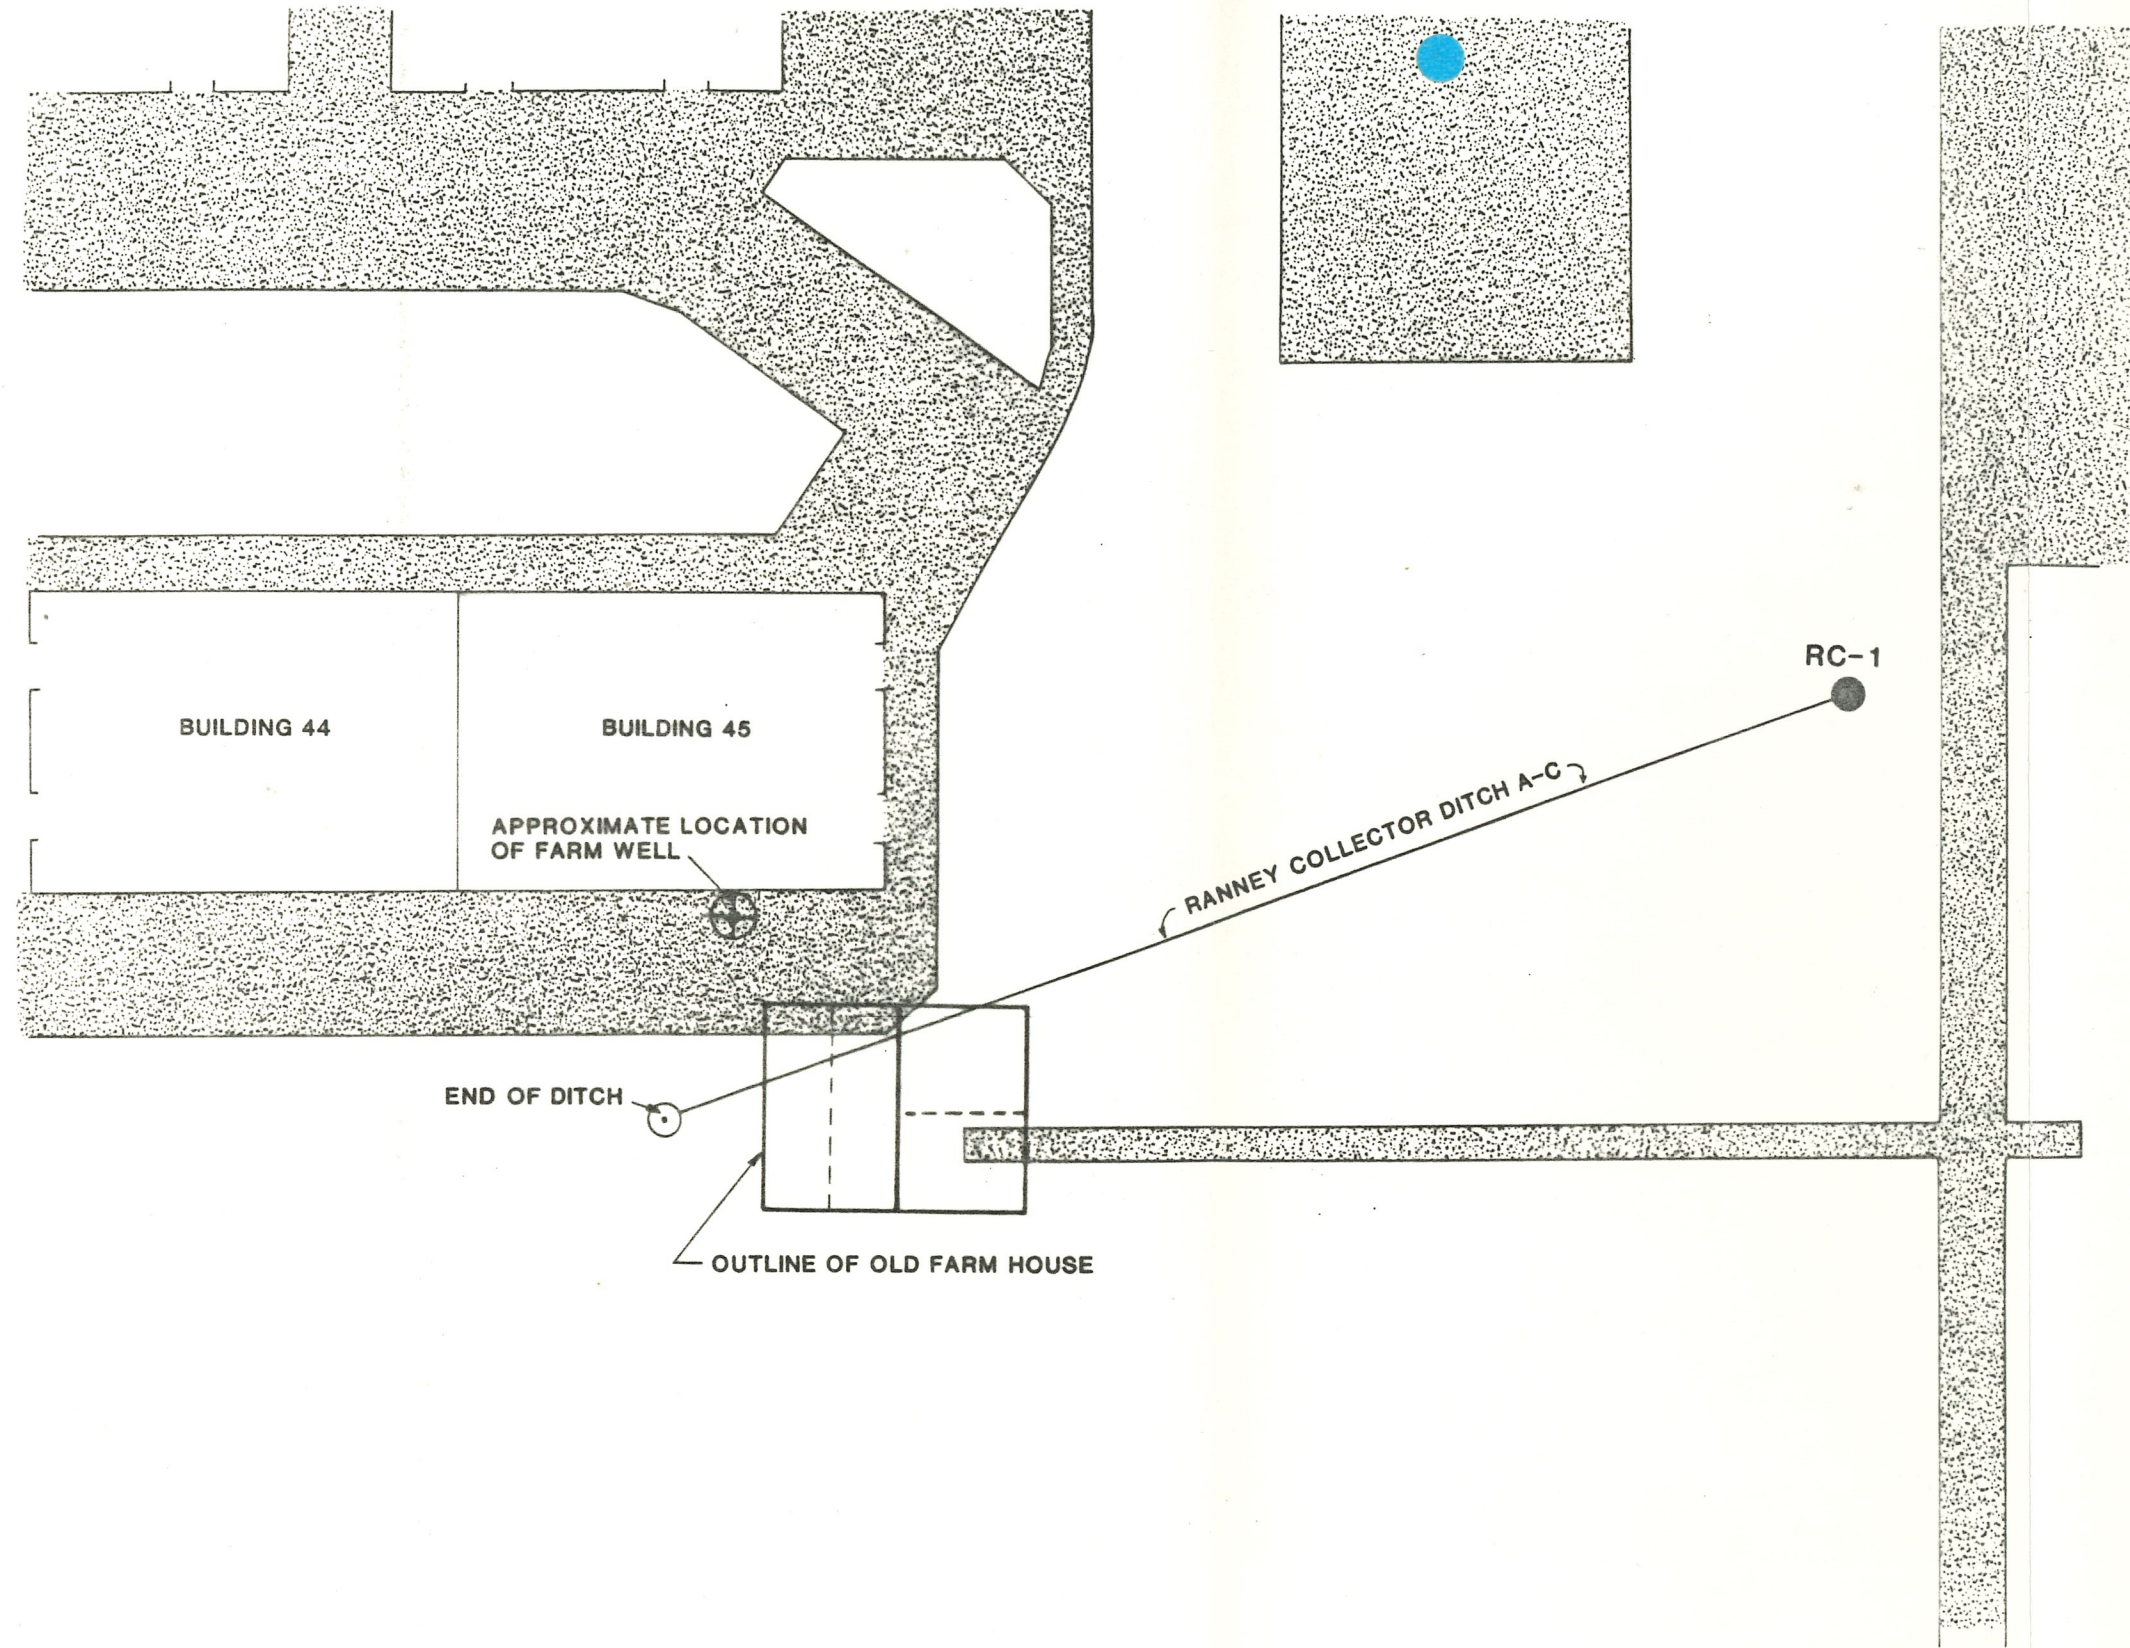 RC-1
BUILDING 44
BUILDING 45
RANNEY COLLECTOR DITCH A-C
APPROXIMATE LOCATION
OF FARM WELL
END OF DITCH
OUTLINE OF OLD FARM HOUSE